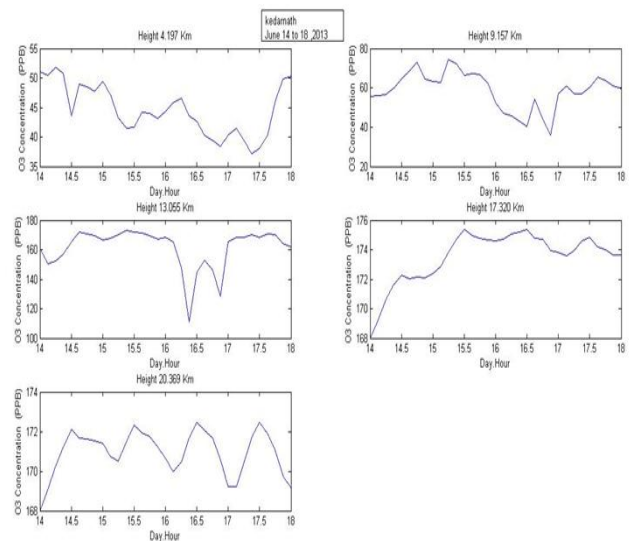 kedarnath
June 14 to 18 ,2013
Height 4.197 Km
O3 Concentration (PPB)
55
50
45
40
35
14 14.5 15 15.5 16 16.5 17 17.5 18
Day.Hour
Height 9.157 Km
O3 Concentration (PPB)
80
60
40
20
14 14.5 15 15.5 16 16.5 17 17.5 18
Day.Hour
Height 13.055 Km
O3 Concentration (PPB)
180
160
140
120
100
14 14.5 15 15.5 16 16.5 17 17.5 18
Day.Hour
Height 17.320 Km
O3 Concentration (PPB)
176
174
172
170
168
14 14.5 15 15.5 16 16.5 17 17.5 18
Day.Hour
Height 20.369 Km
O3 Concentration (PPB)
174
172
170
168
14 14.5 15 15.5 16 16.5 17 17.5 18
Day.Hour